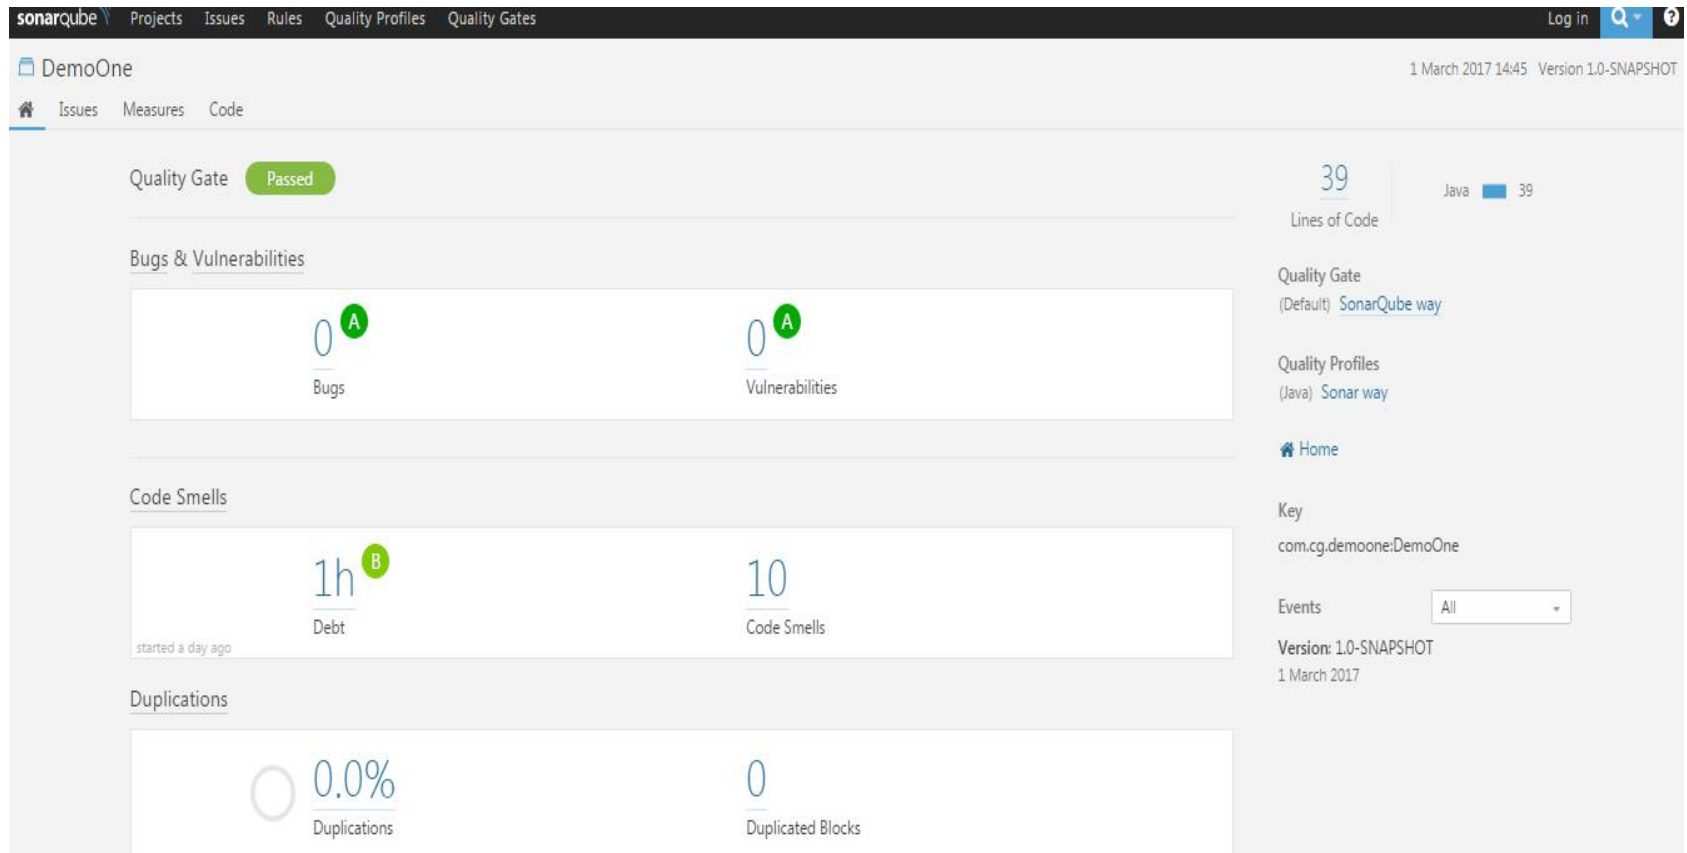 sonarqube Projects Issues Rules Quality Profiles Quality Gates Log in
DemoOne 1 March 2017 14:45 Version 1.0-SNAPSHOT
Issues Measures Code
Quality Gate Passed
Bugs & Vulnerabilities
0 A
Bugs
0 A
Vulnerabilities
Code Smells
1h B
Debt
10
Code Smells
started a day ago
Duplications
0.0%
Duplications
0
Duplicated Blocks
39
Lines of Code
Java 39
Quality Gate
(Default) SonarQube way
Quality Profiles
(Java) Sonar way
Home
Key
com.cg.demoone:DemoOne
Events All
Version: 1.0-SNAPSHOT
1 March 2017